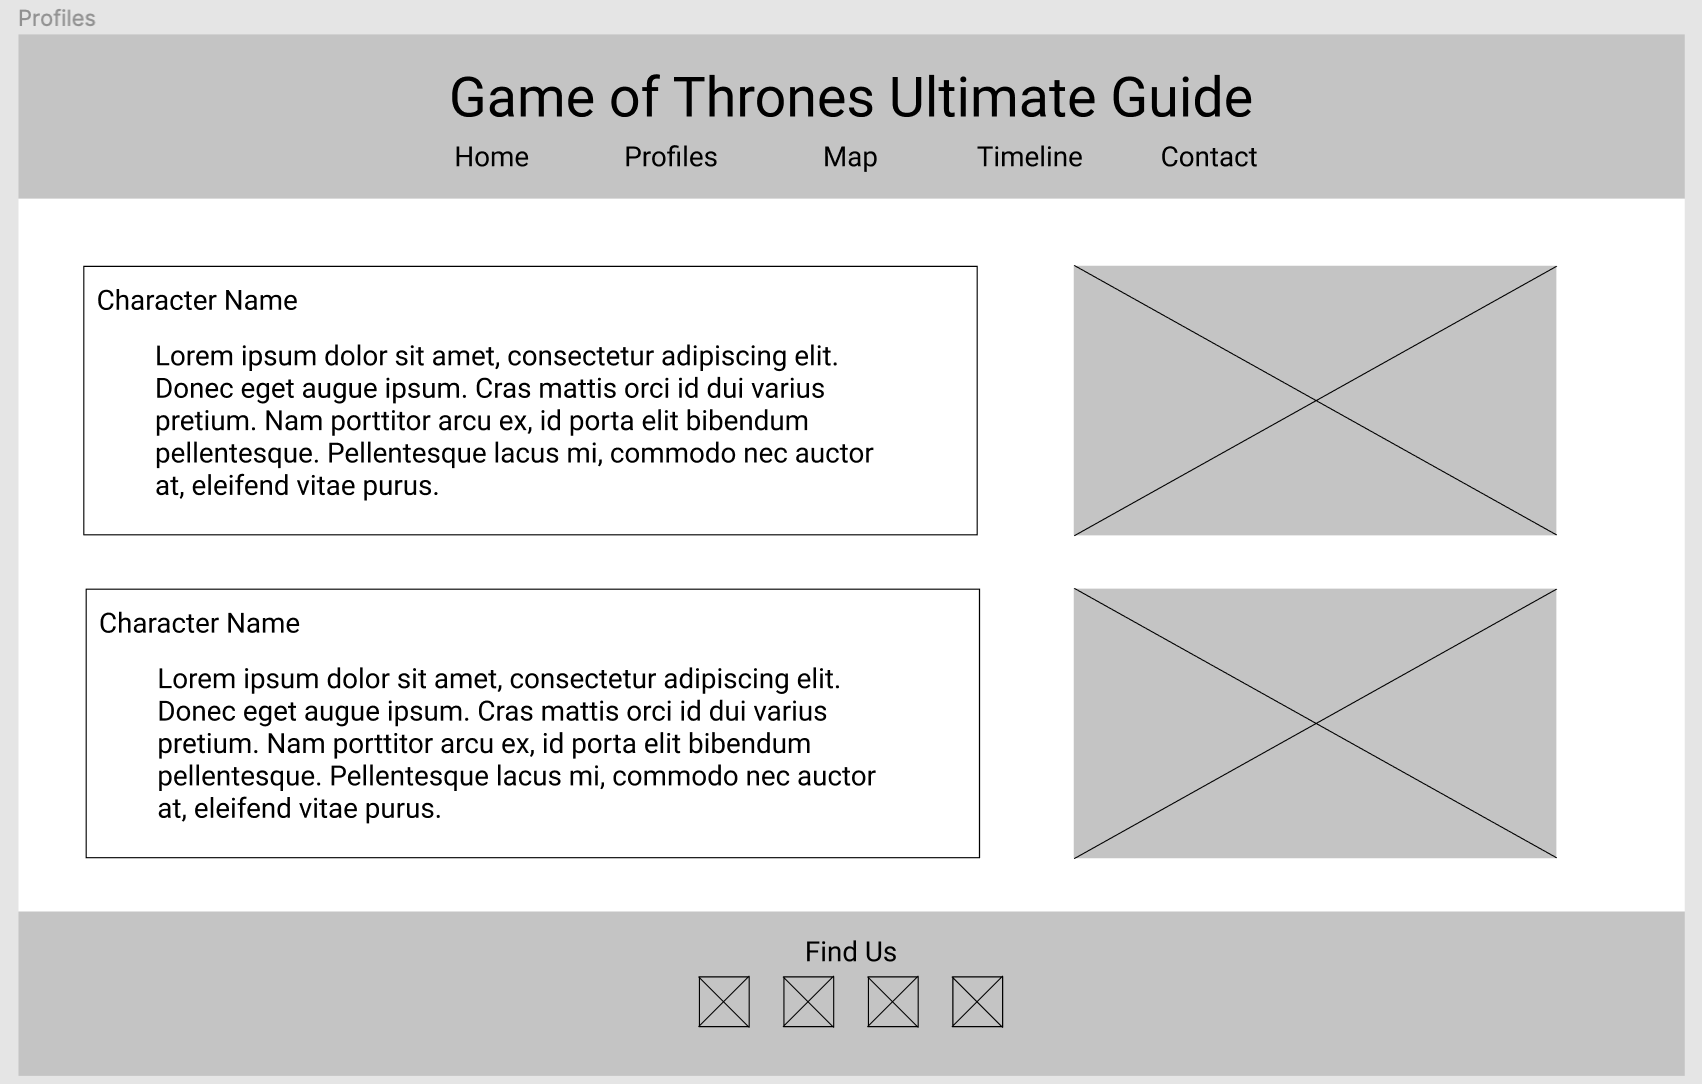 Profiles
Game of Thrones Ultimate Guide
Home Profiles Map Timeline Contact
Character Name
Lorem ipsum dolor sit amet, consectetur adipiscing elit.
Donec eget augue ipsum. Cras mattis orci id dui varius
pretium. Nam porttitor arcu ex, id porta elit bibendum
pellentesque. Pellentesque lacus mi, commodo nec auctor
at, eleifend vitae purus.
Character Name
Lorem ipsum dolor sit amet, consectetur adipiscing elit.
Donec eget augue ipsum. Cras mattis orci id dui varius
pretium. Nam porttitor arcu ex, id porta elit bibendum
pellentesque. Pellentesque lacus mi, commodo nec auctor
at, eleifend vitae purus.
Find Us